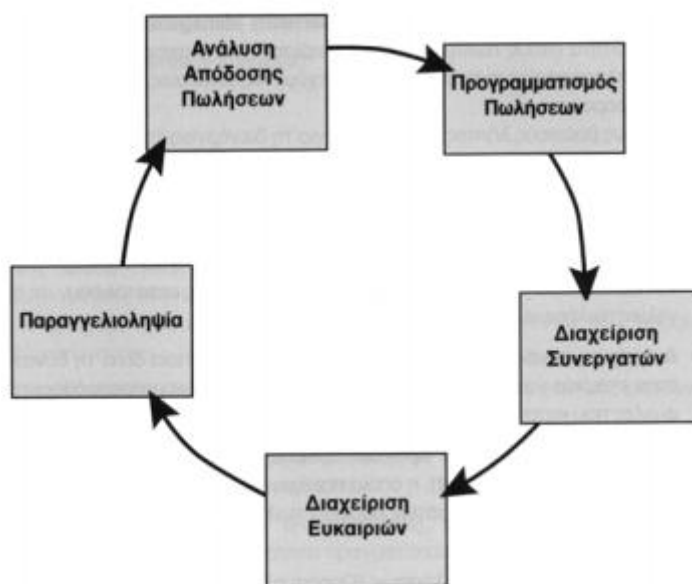 Ανάλυση
Απόδοσης
Πωλήσεων
Προγραμματισμός
Πωλήσεων
Διαχείριση
Συνεργατών
Διαχείριση
Ευκαιριών
Παραγγελιοληψία